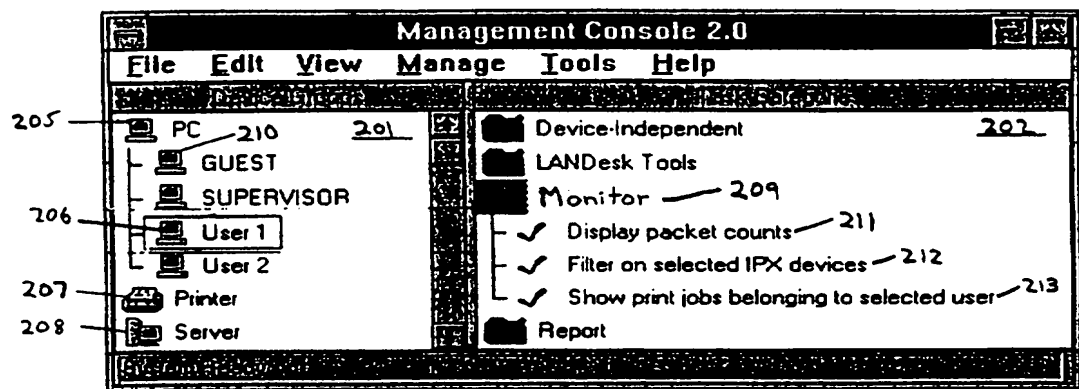 Management Console 2.0
File Edit View Manage Tools Help
205 PC 201
210 GUEST
SUPERVISOR
206 User 1
User 2
207 Printer
208 Server
Device-Independent 202
LANDesk Tools
Monitor 209
Display packet counts 211
Filter on selected IPX devices 212
Show print jobs belonging to selected user 213
Report